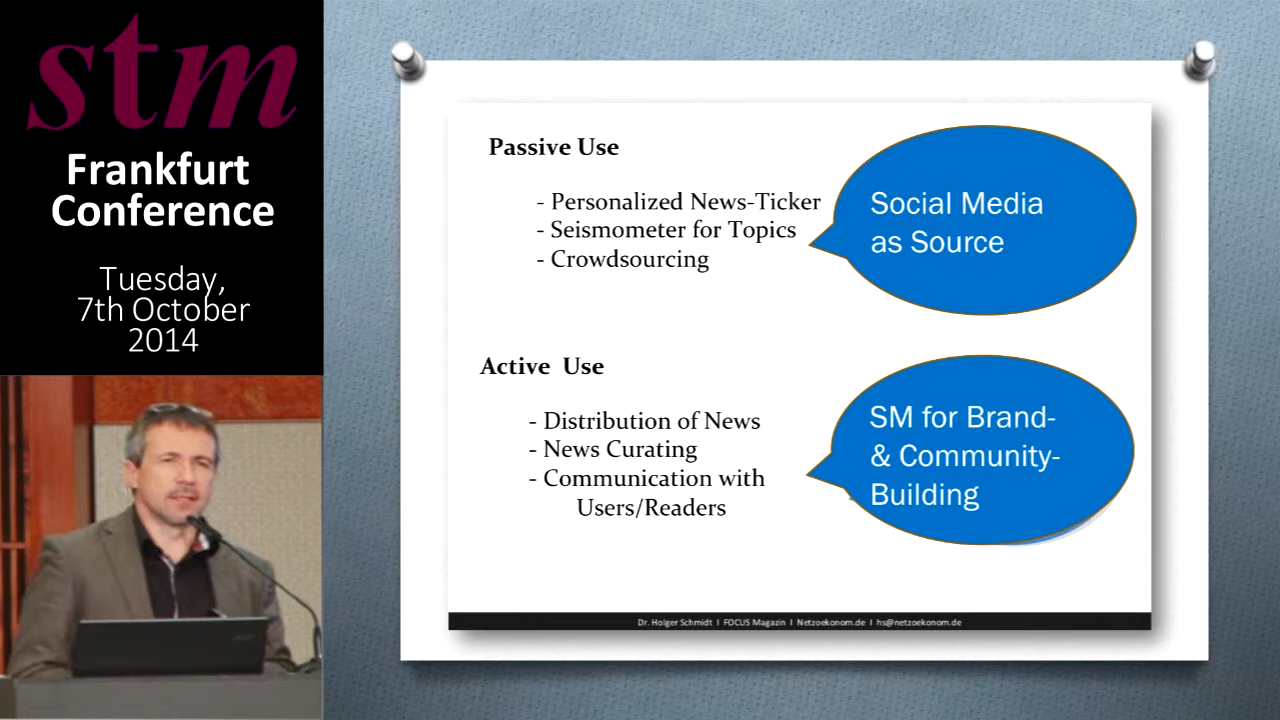 stm
Frankfurt
Conference
Tuesday,
7th October
2014
Passive Use
- Personalized News-Ticker
- Seismometer for Topics
- Crowdsourcing
Social Media
as Source
Active Use
- Distribution of News
- News Curating
- Communication with
Users/Readers
SM for Brand-
& Community-
Building
Dr. Holger Schmidt I FOCUS Magazin I Netzoekonom.de I hs@netzoekonom.de